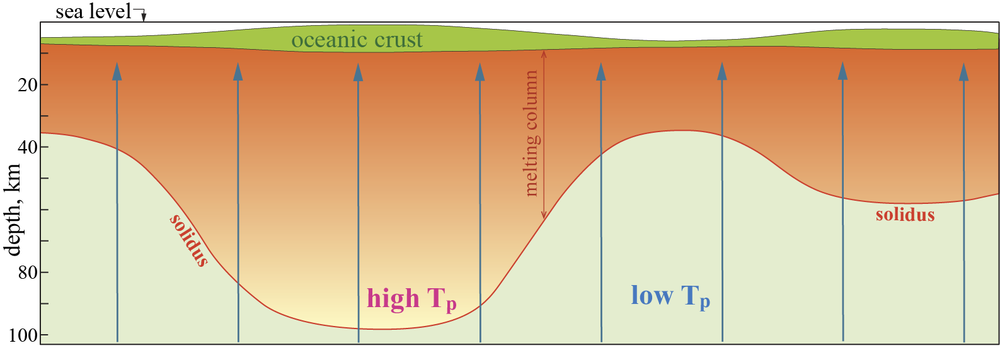 sea level
oceanic crust
20
40
80
100
depth, km
melting column
solidus
solidus
high Tp
low Tp